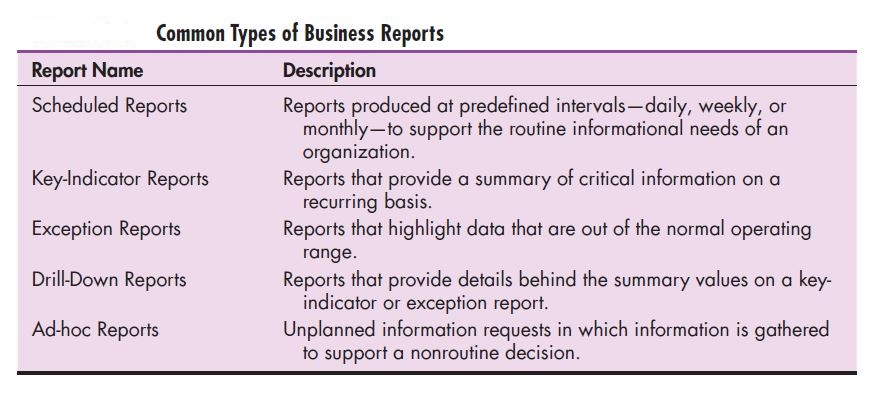 Common Types of Business Reports
Report Name Description
Scheduled Reports Reports produced at predefined intervals—daily, weekly, or
monthly—to support the routine informational needs of an
organization.
Key-Indicator Reports Reports that provide a summary of critical information on a
recurring basis.
Exception Reports Reports that highlight data that are out of the normal operating
range.
Drill-Down Reports Reports that provide details behind the summary values on a key-
indicator or exception report.
Ad-hoc Reports Unplanned information requests in which information is gathered
to support a nonroutine decision.